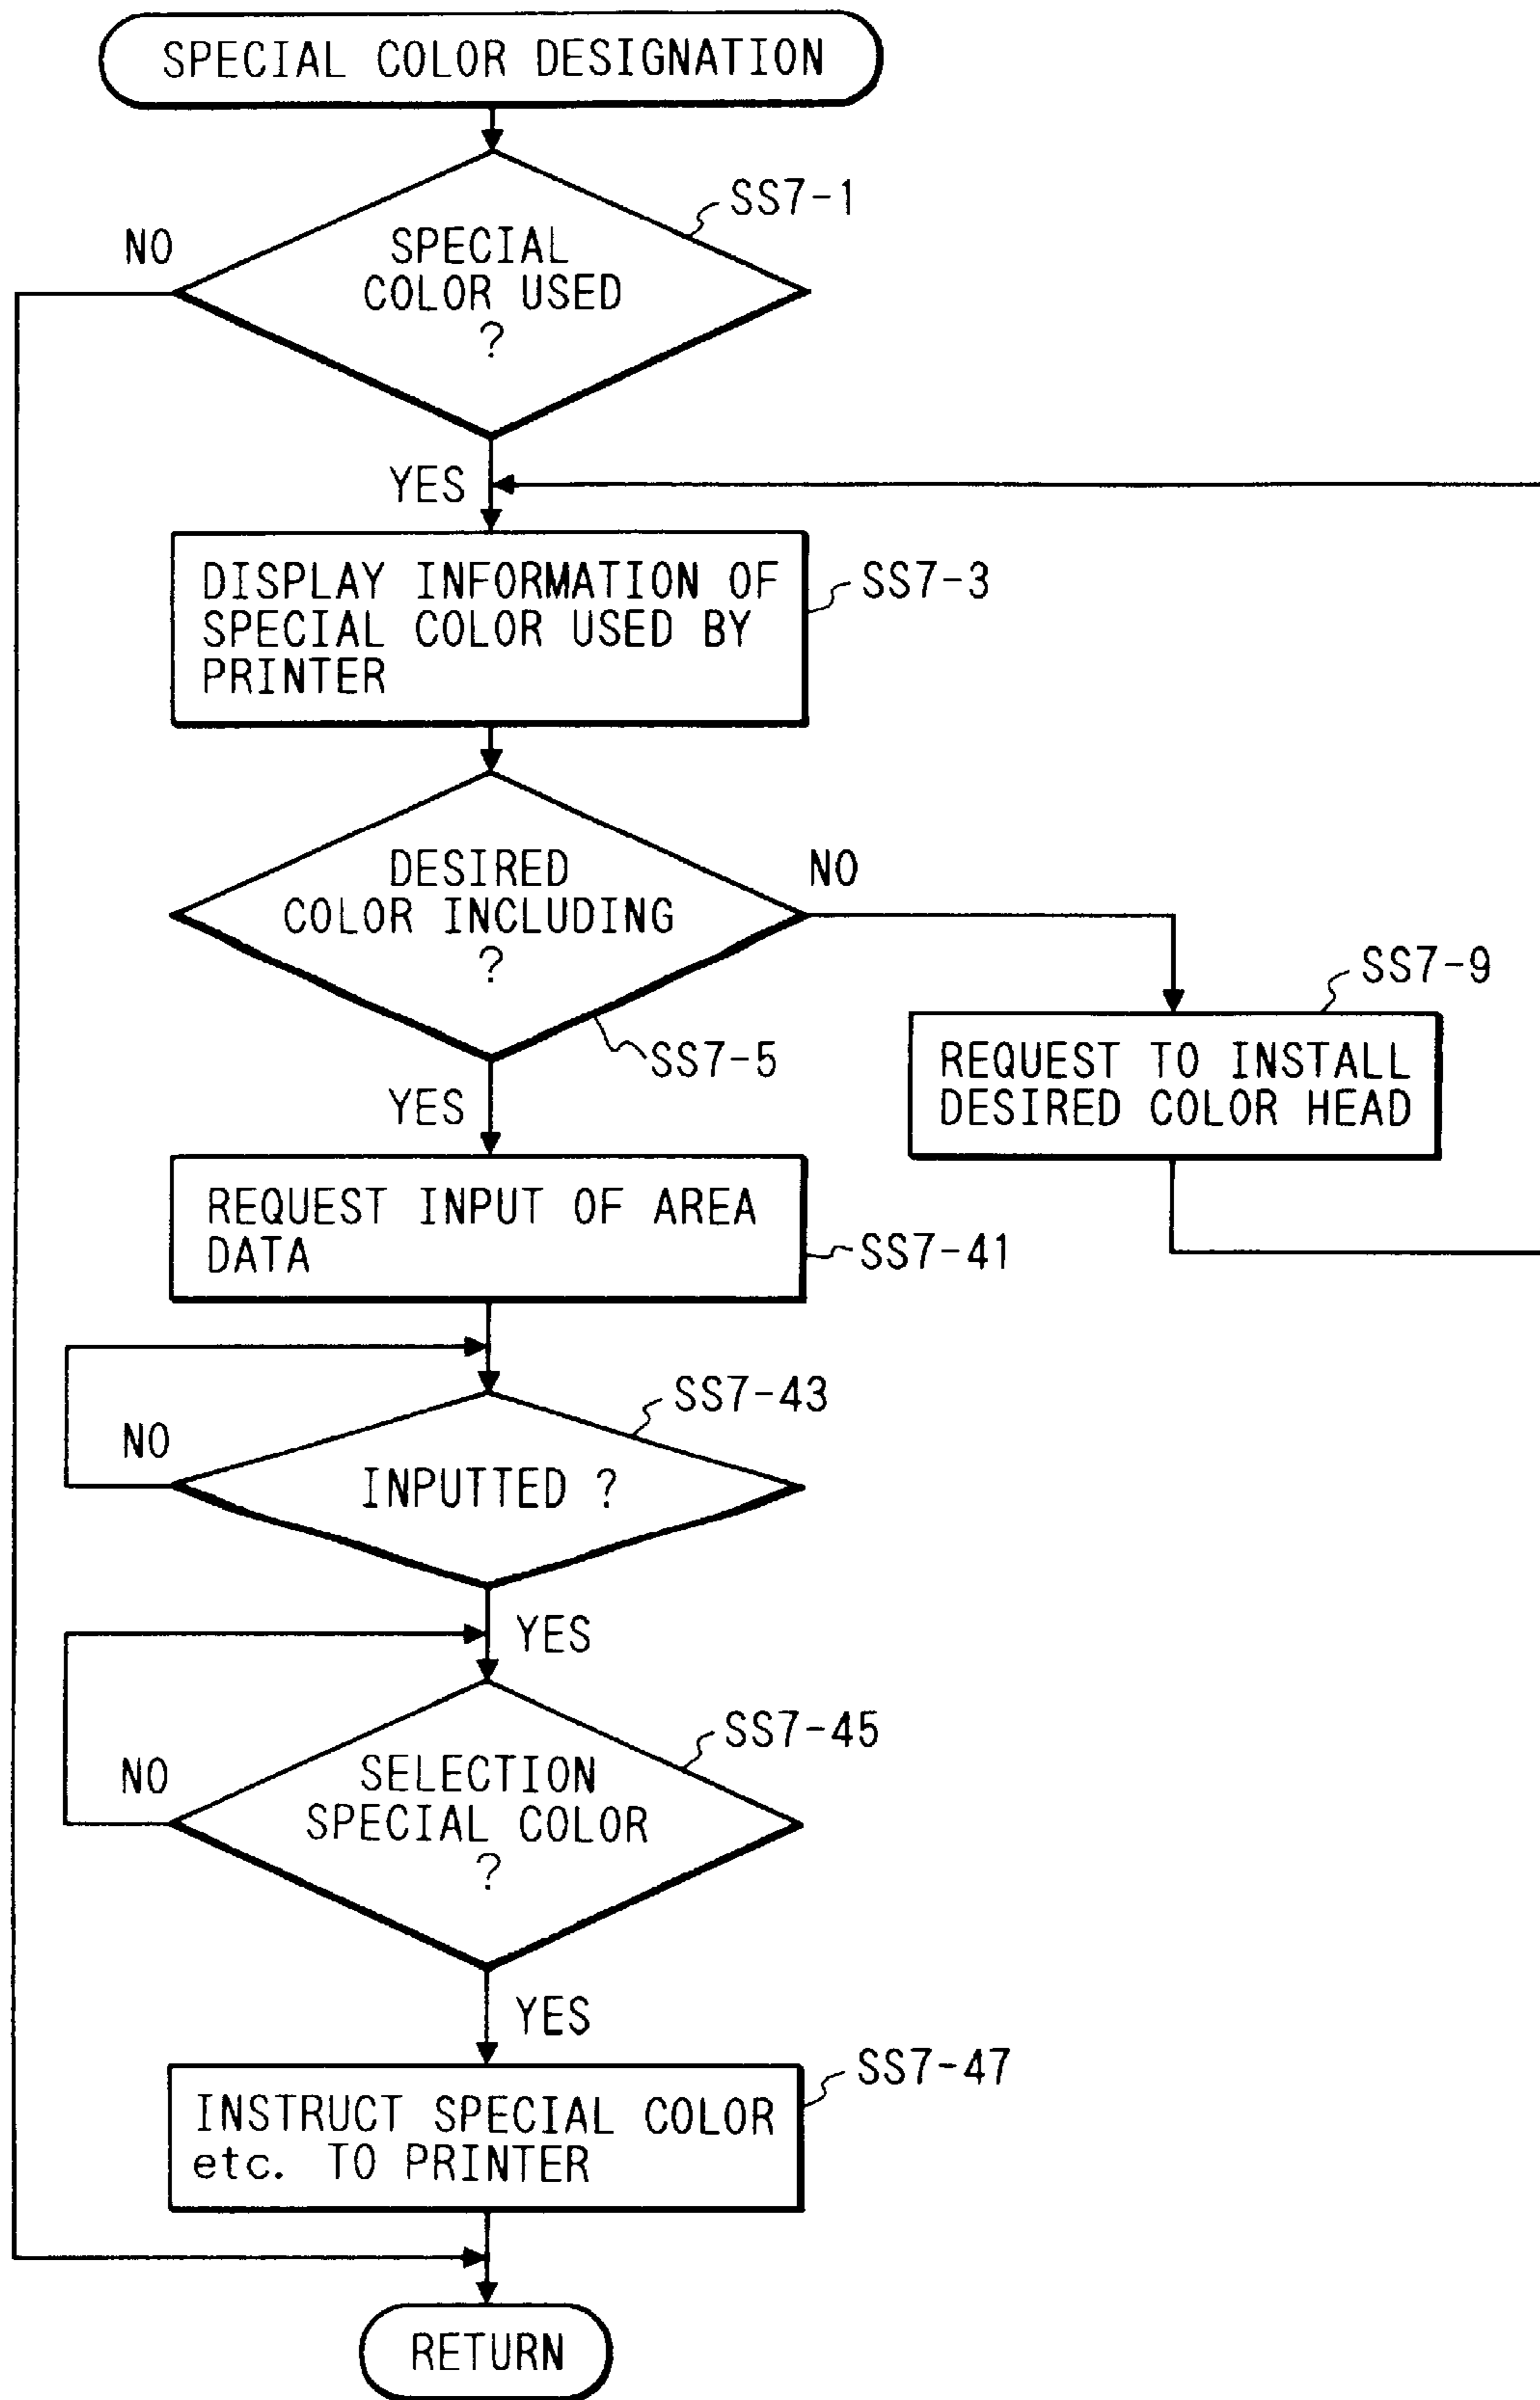 SPECIAL COLOR DESIGNATION
SS7-1
NO
SPECIAL
COLOR USED
?
YES
DISPLAY INFORMATION OF
SPECIAL COLOR USED BY
PRINTER
SS7-3
DESIRED
COLOR INCLUDING
?
NO
SS7-5
YES
SS7-9
REQUEST TO INSTALL
DESIRED COLOR HEAD
REQUEST INPUT OF AREA
DATA
SS7-41
SS7-43
NO
INPUTTED ?
YES
SS7-45
NO
SELECTION
SPECIAL COLOR
?
YES
SS7-47
INSTRUCT SPECIAL COLOR
etc. TO PRINTER
RETURN